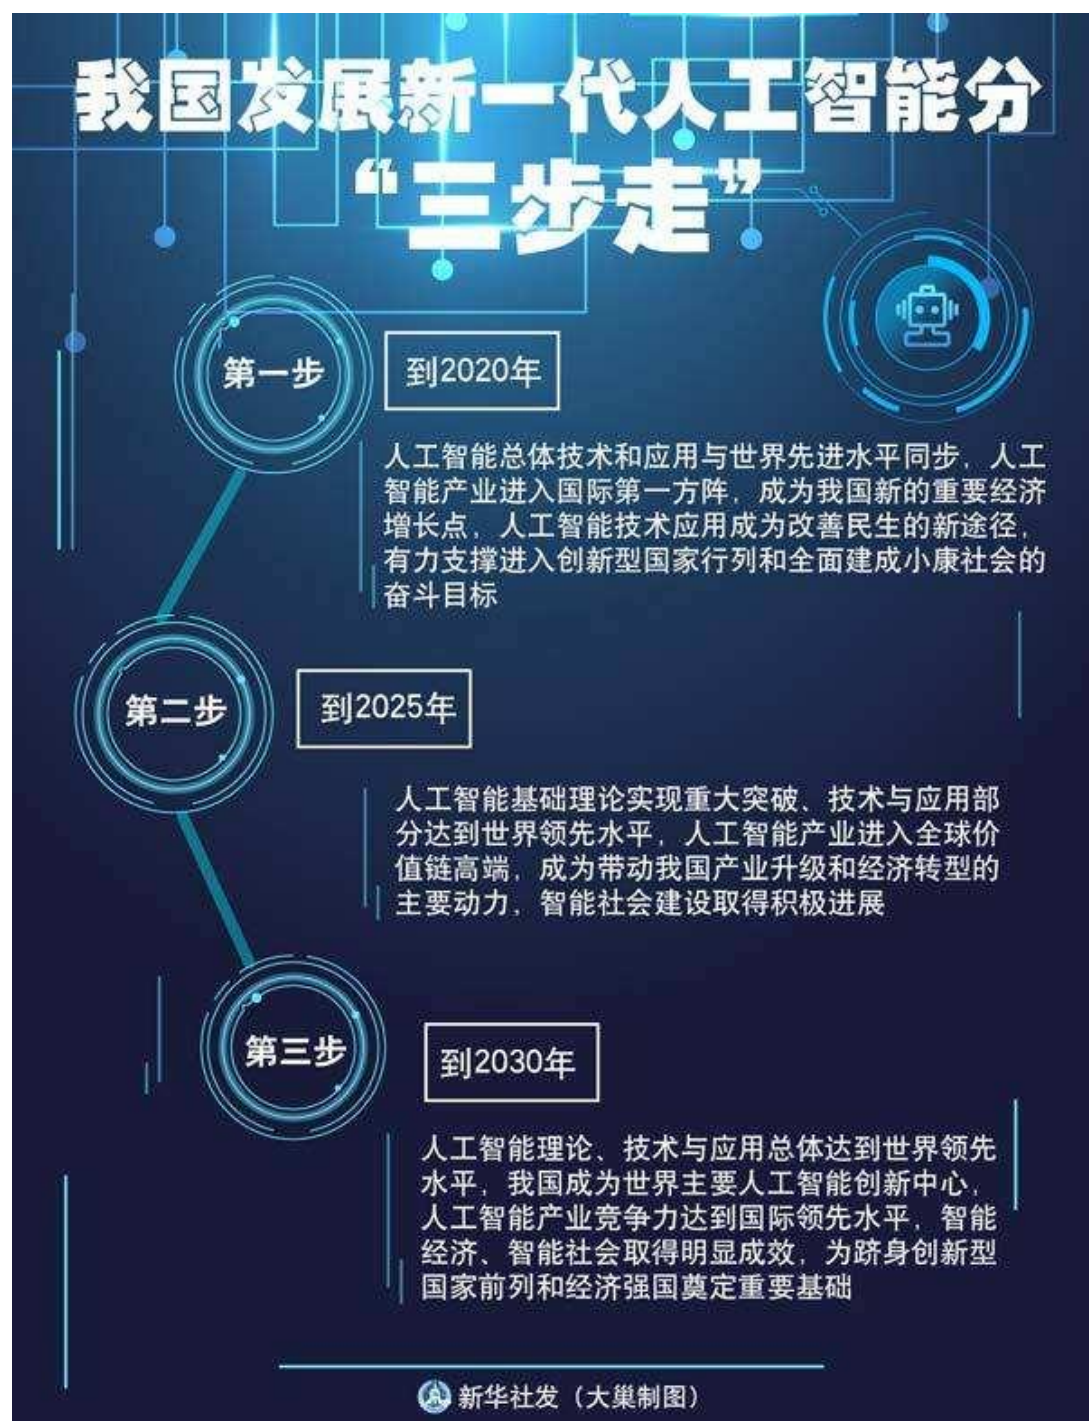 我国发展新一代人工智能分
“三步走”
第一步
到2020年
人工智能总体技术和应用与世界先进水平同步，人工
智能产业进入国际第一方阵，成为我国新的重要经济
增长点，人工智能技术应用成为改善民生的新途径，
有力支撑进入创新型国家行列和全面建成小康社会的
奋斗目标
第二步
到2025年
人工智能基础理论实现重大突破、技术与应用部
分达到世界领先水平，人工智能产业进入全球价
值链高端，成为带动我国产业升级和经济转型的
主要动力，智能社会建设取得积极进展
第三步
到2030年
人工智能理论、技术与应用总体达到世界领先
水平，我国成为世界主要人工智能创新中心，
人工智能产业竞争力达到国际领先水平，智能
经济、智能社会取得明显成效，为跻身创新型
国家前列和经济强国奠定重要基础
新华社发（大巢制图）